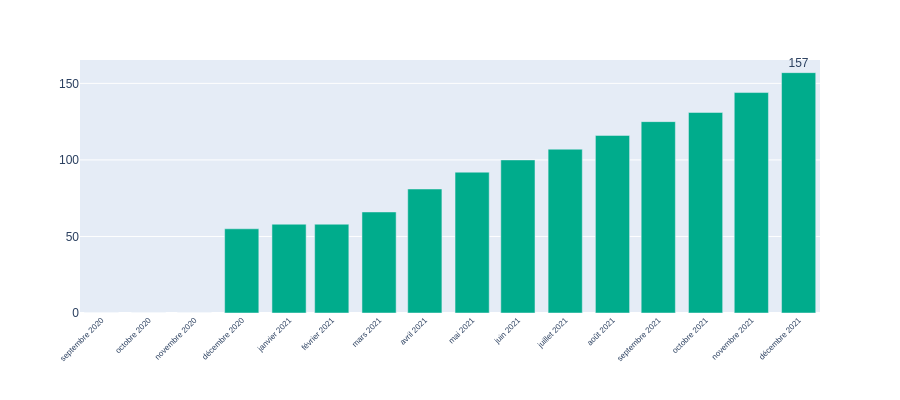 157
150
100
50
0
septembre 2020
octobre 2020
novembre 2020
décembre 2020
janvier 2021
février 2021
mars 2021
avril 2021
mai 2021
juin 2021
juillet 2021
août 2021
septembre 2021
octobre 2021
novembre 2021
décembre 2021